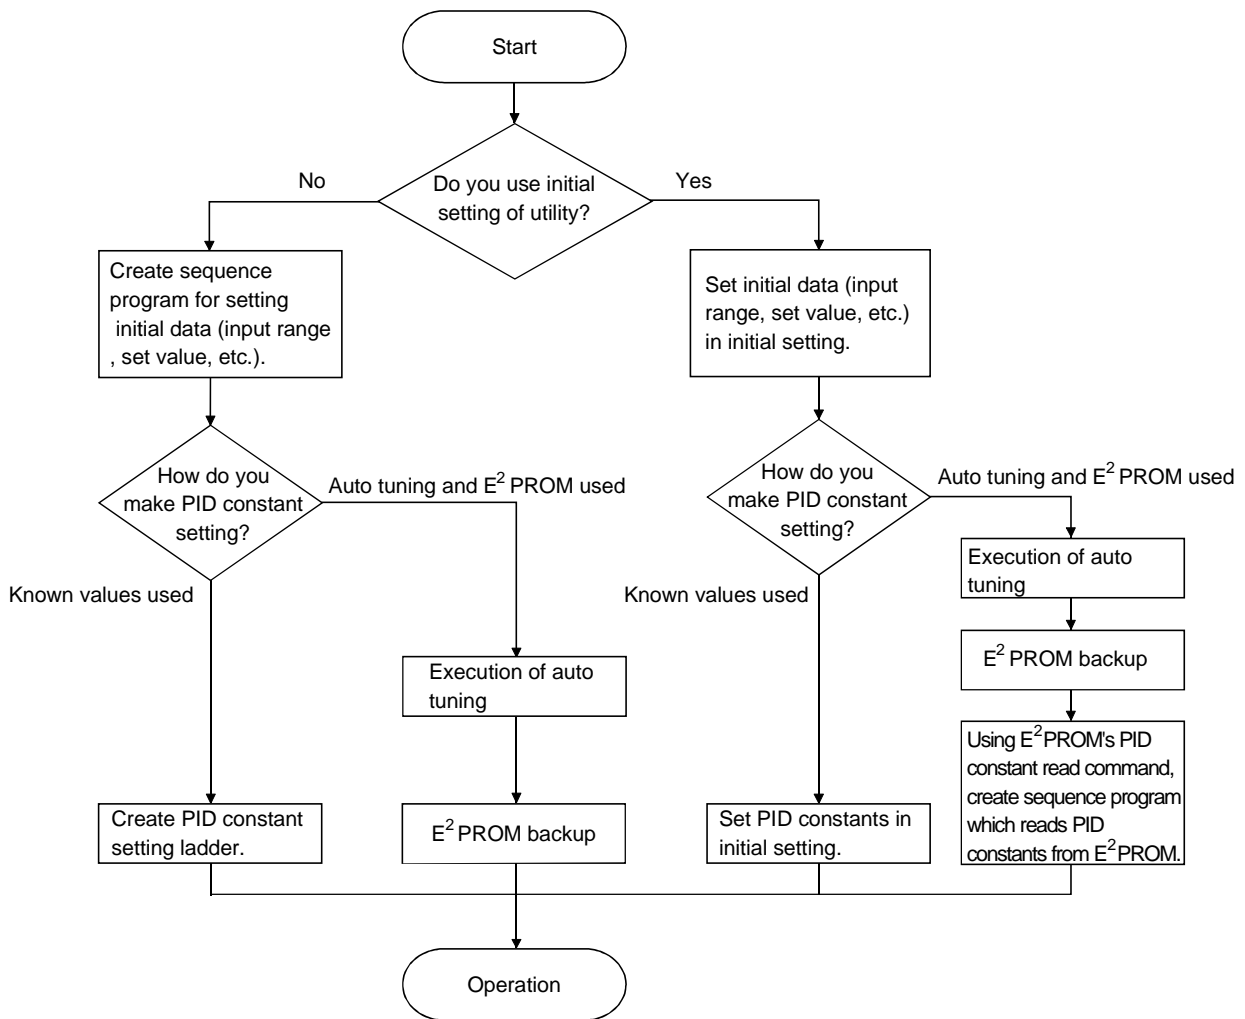 Start
Do you use initial
setting of utility?
No
Yes
Create sequence
program for setting
initial data (input range
, set value, etc.).
Set initial data (input
range, set value, etc.)
in initial setting.
How do you
make PID constant
setting?
Auto tuning and E² PROM used
Known values used
How do you
make PID constant
setting?
Auto tuning and E² PROM used
Known values used
Execution of auto
tuning
E² PROM backup
Execution of auto
tuning
E² PROM backup
Using E²PROM's PID
constant read command,
create sequence program
which reads PID
constants from E²PROM.
Create PID constant
setting ladder.
Set PID constants in
initial setting.
Operation